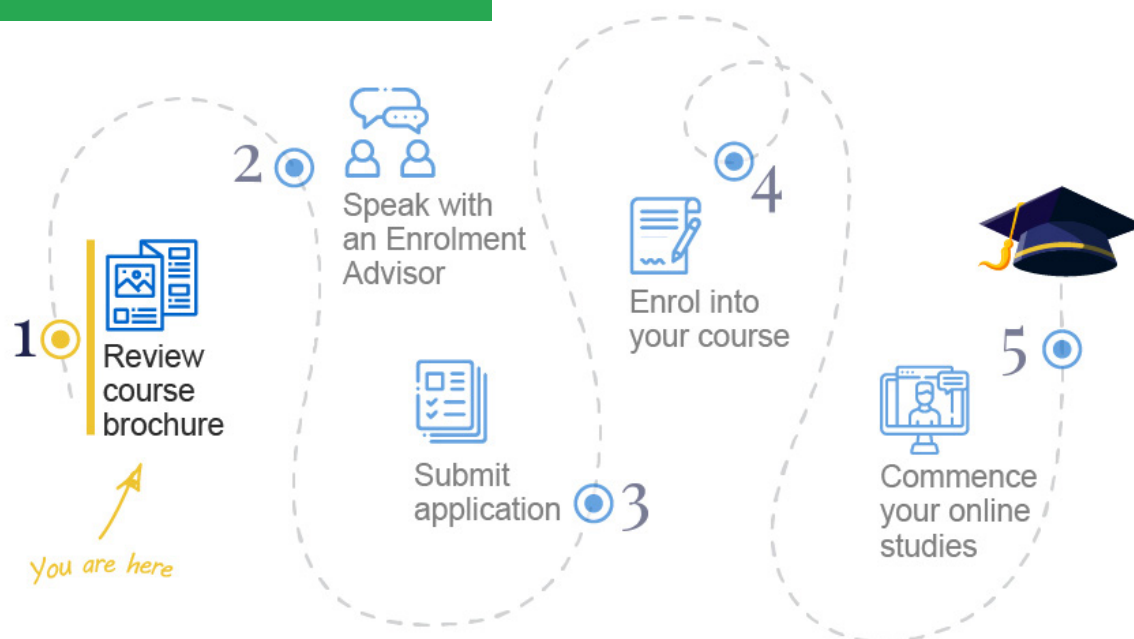 1
Review
course
brochure
You are here
2
Speak with
an Enrolment
Advisor
Submit
application
3
4
Enrol into
your course
5
Commence
your online
studies